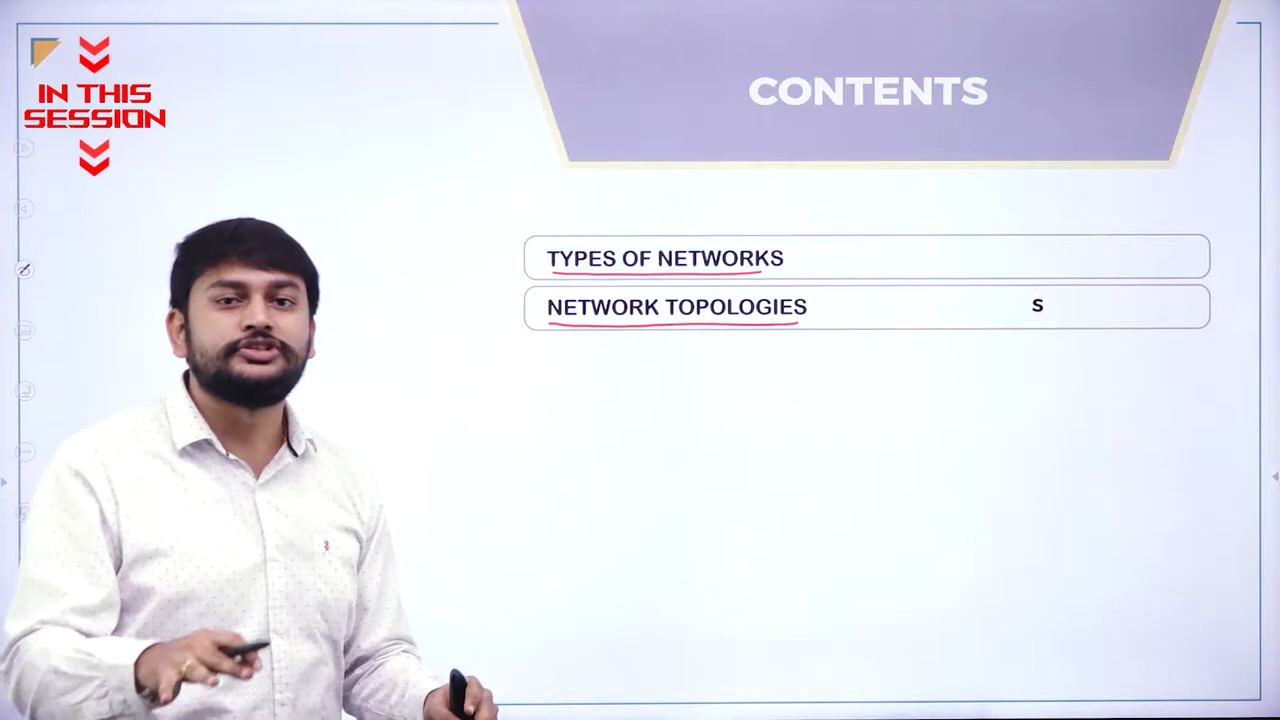 IN THIS
SESSION
CONTENTS
TYPES OF NETWORKS
NETWORK TOPOLOGIES S